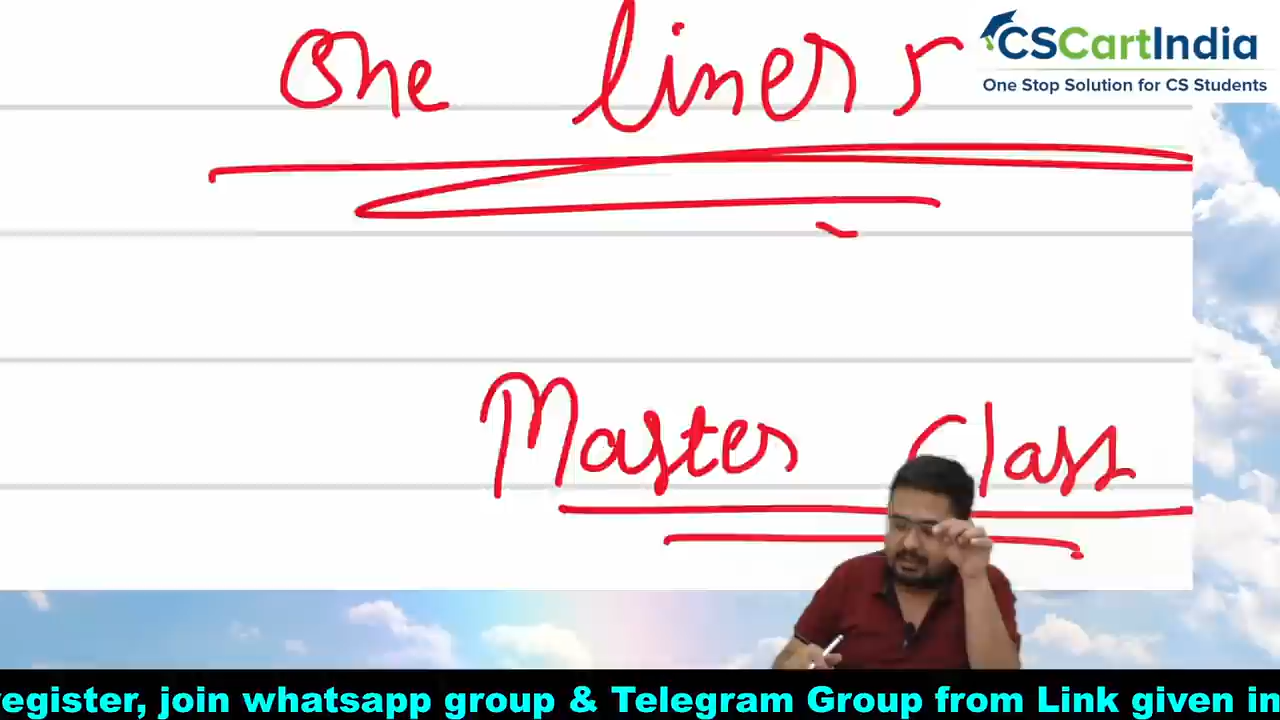 One liners
CSCartIndia
One Stop Solution for CS Students
Master Class
register, join whatsapp group & Telegram Group from Link given in